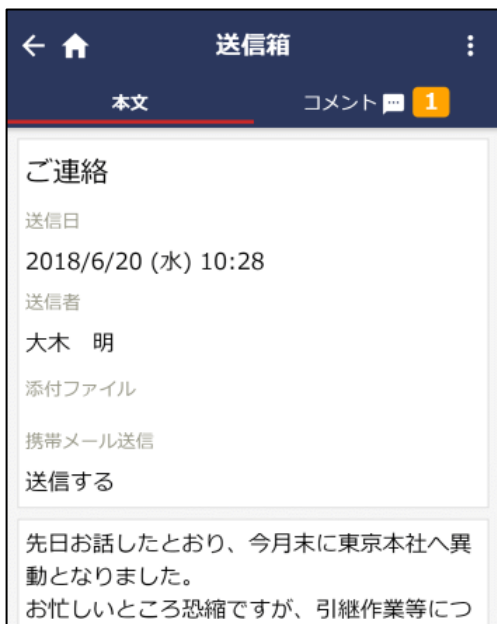 送信箱
本文 コメント 1
ご連絡
送信日
2018/6/20 (水) 10:28
送信者
大木　明
添付ファイル
携帯メール送信
送信する
先日お話したとおり、今月末に東京本社へ異
動となりました。
お忙しいところ恐縮ですが、引継作業等につ